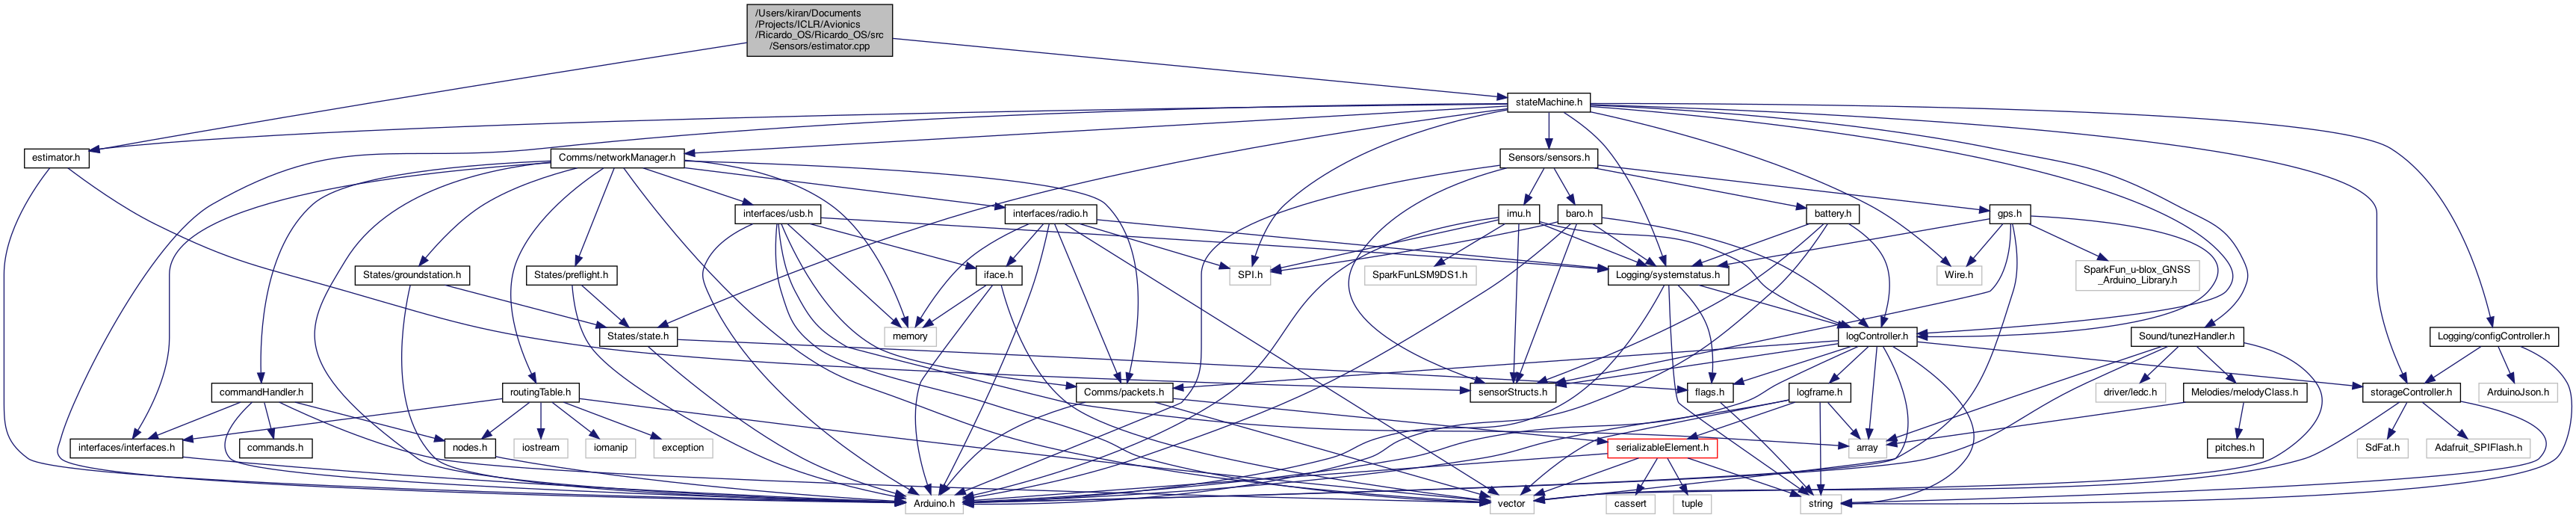 /Users/kiran/Documents
/Projects/ICLR/Avionics
/Ricardo_OS/Ricardo_OS/src
/Sensors/estimator.cpp
stateMachine.h
estimator.h
Comms/networkManager.h
Sensors/sensors.h
interfaces/usb.h
interfaces/radio.h
imu.h
baro.h
battery.h
gps.h
States/groundstation.h
States/preflight.h
iface.h
SPI.h
SparkFunLSM9DS1.h
Logging/systemstatus.h
Wire.h
SparkFun_u-blox_GNSS
_Arduino_Library.h
States/state.h
memory
logController.h
Sound/tunezHandler.h
Logging/configController.h
commandHandler.h
routingTable.h
Comms/packets.h
sensorStructs.h
flags.h
logframe.h
driver/ledc.h
Melodies/melodyClass.h
storageController.h
ArduinoJson.h
interfaces/interfaces.h
commands.h
nodes.h
iostream
iomanip
exception
serializableElement.h
array
pitches.h
SdFat.h
Adafruit_SPIFlash.h
Arduino.h
vector
cassert
tuple
string